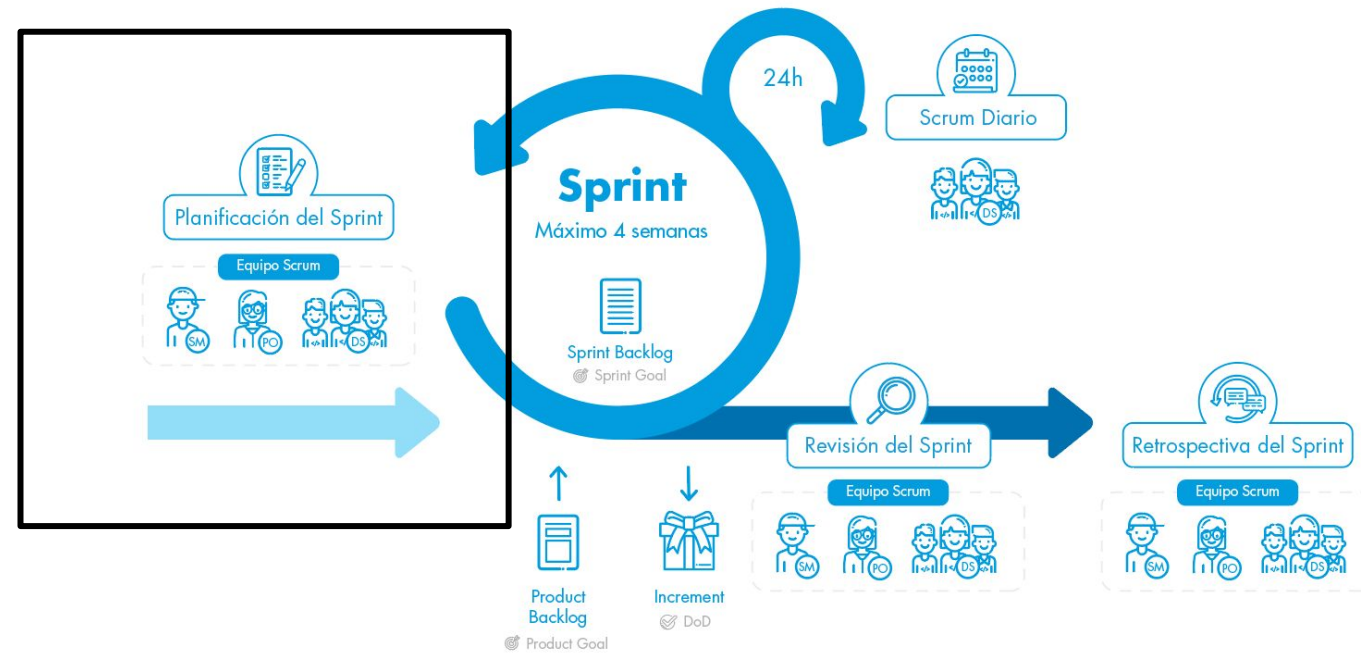 24h
Scrum Diario
DS
Planificación del Sprint
Equipo Scrum
SM
PO
DS
Sprint
Máximo 4 semanas
Sprint Backlog
Sprint Goal
Revisión del Sprint
Equipo Scrum
SM
PO
DS
Retrospectiva del Sprint
Equipo Scrum
SM
PO
DS
Product
Backlog
Product Goal
Increment
DoD